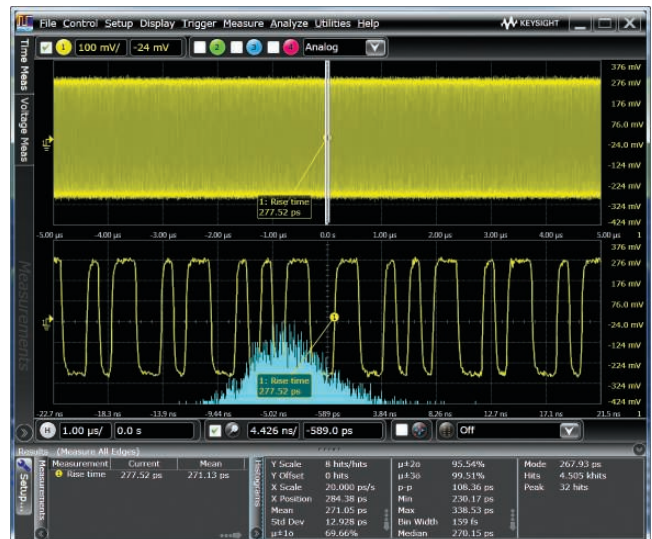 File Control Setup Display Trigger Measure Analyze Utilities Help KEYSIGHT
1 100 mV/ -24 mV 2 3 4 Analog
Time Meas
Voltage Meas
Measurements
376 mV
276 mV
176 mV
76.0 mV
-24.0 mV
-124 mV
-224 mV
-324 mV
-424 mV
1: Rise time
277.52 ps
-5.00 µs -4.00 µs -3.00 µs -2.00 µs -1.00 µs 0.0 s 1.00 µs 2.00 µs 3.00 µs 4.00 µs 5.00 µs 1
376 mV
276 mV
176 mV
76.0 mV
-24.0 mV
-124 mV
-224 mV
-324 mV
-424 mV
1
1: Rise time
277.52 ps
-22.7 ns -18.3 ns -13.9 ns -9.44 ns -5.02 ns -589 ps 3.84 ns 8.26 ns 12.7 ns 17.1 ns 21.5 ns 1
H 1.00 µs/ 0.0 s 4.426 ns/ -589.0 ps Off
Results (Measure All Edges)
Setup...
Measurements
Measurement Current Mean
Rise time 277.52 ps 271.13 ps
Histograms
Y Scale 8 hits/hits µ±2σ 95.54% Mode 267.93 ps
Y Offset 0 hits µ±3σ 99.51% Hits 4.505 khits
X Scale 20.000 ps/s p-p 108.36 ps Peak 32 hits
X Position 284.38 ps Min 230.17 ps
Mean 271.05 ps Max 338.53 ps
Std Dev 12.928 ps Bin Width 159 fs
µ±1σ 69.66% Median 270.15 ps